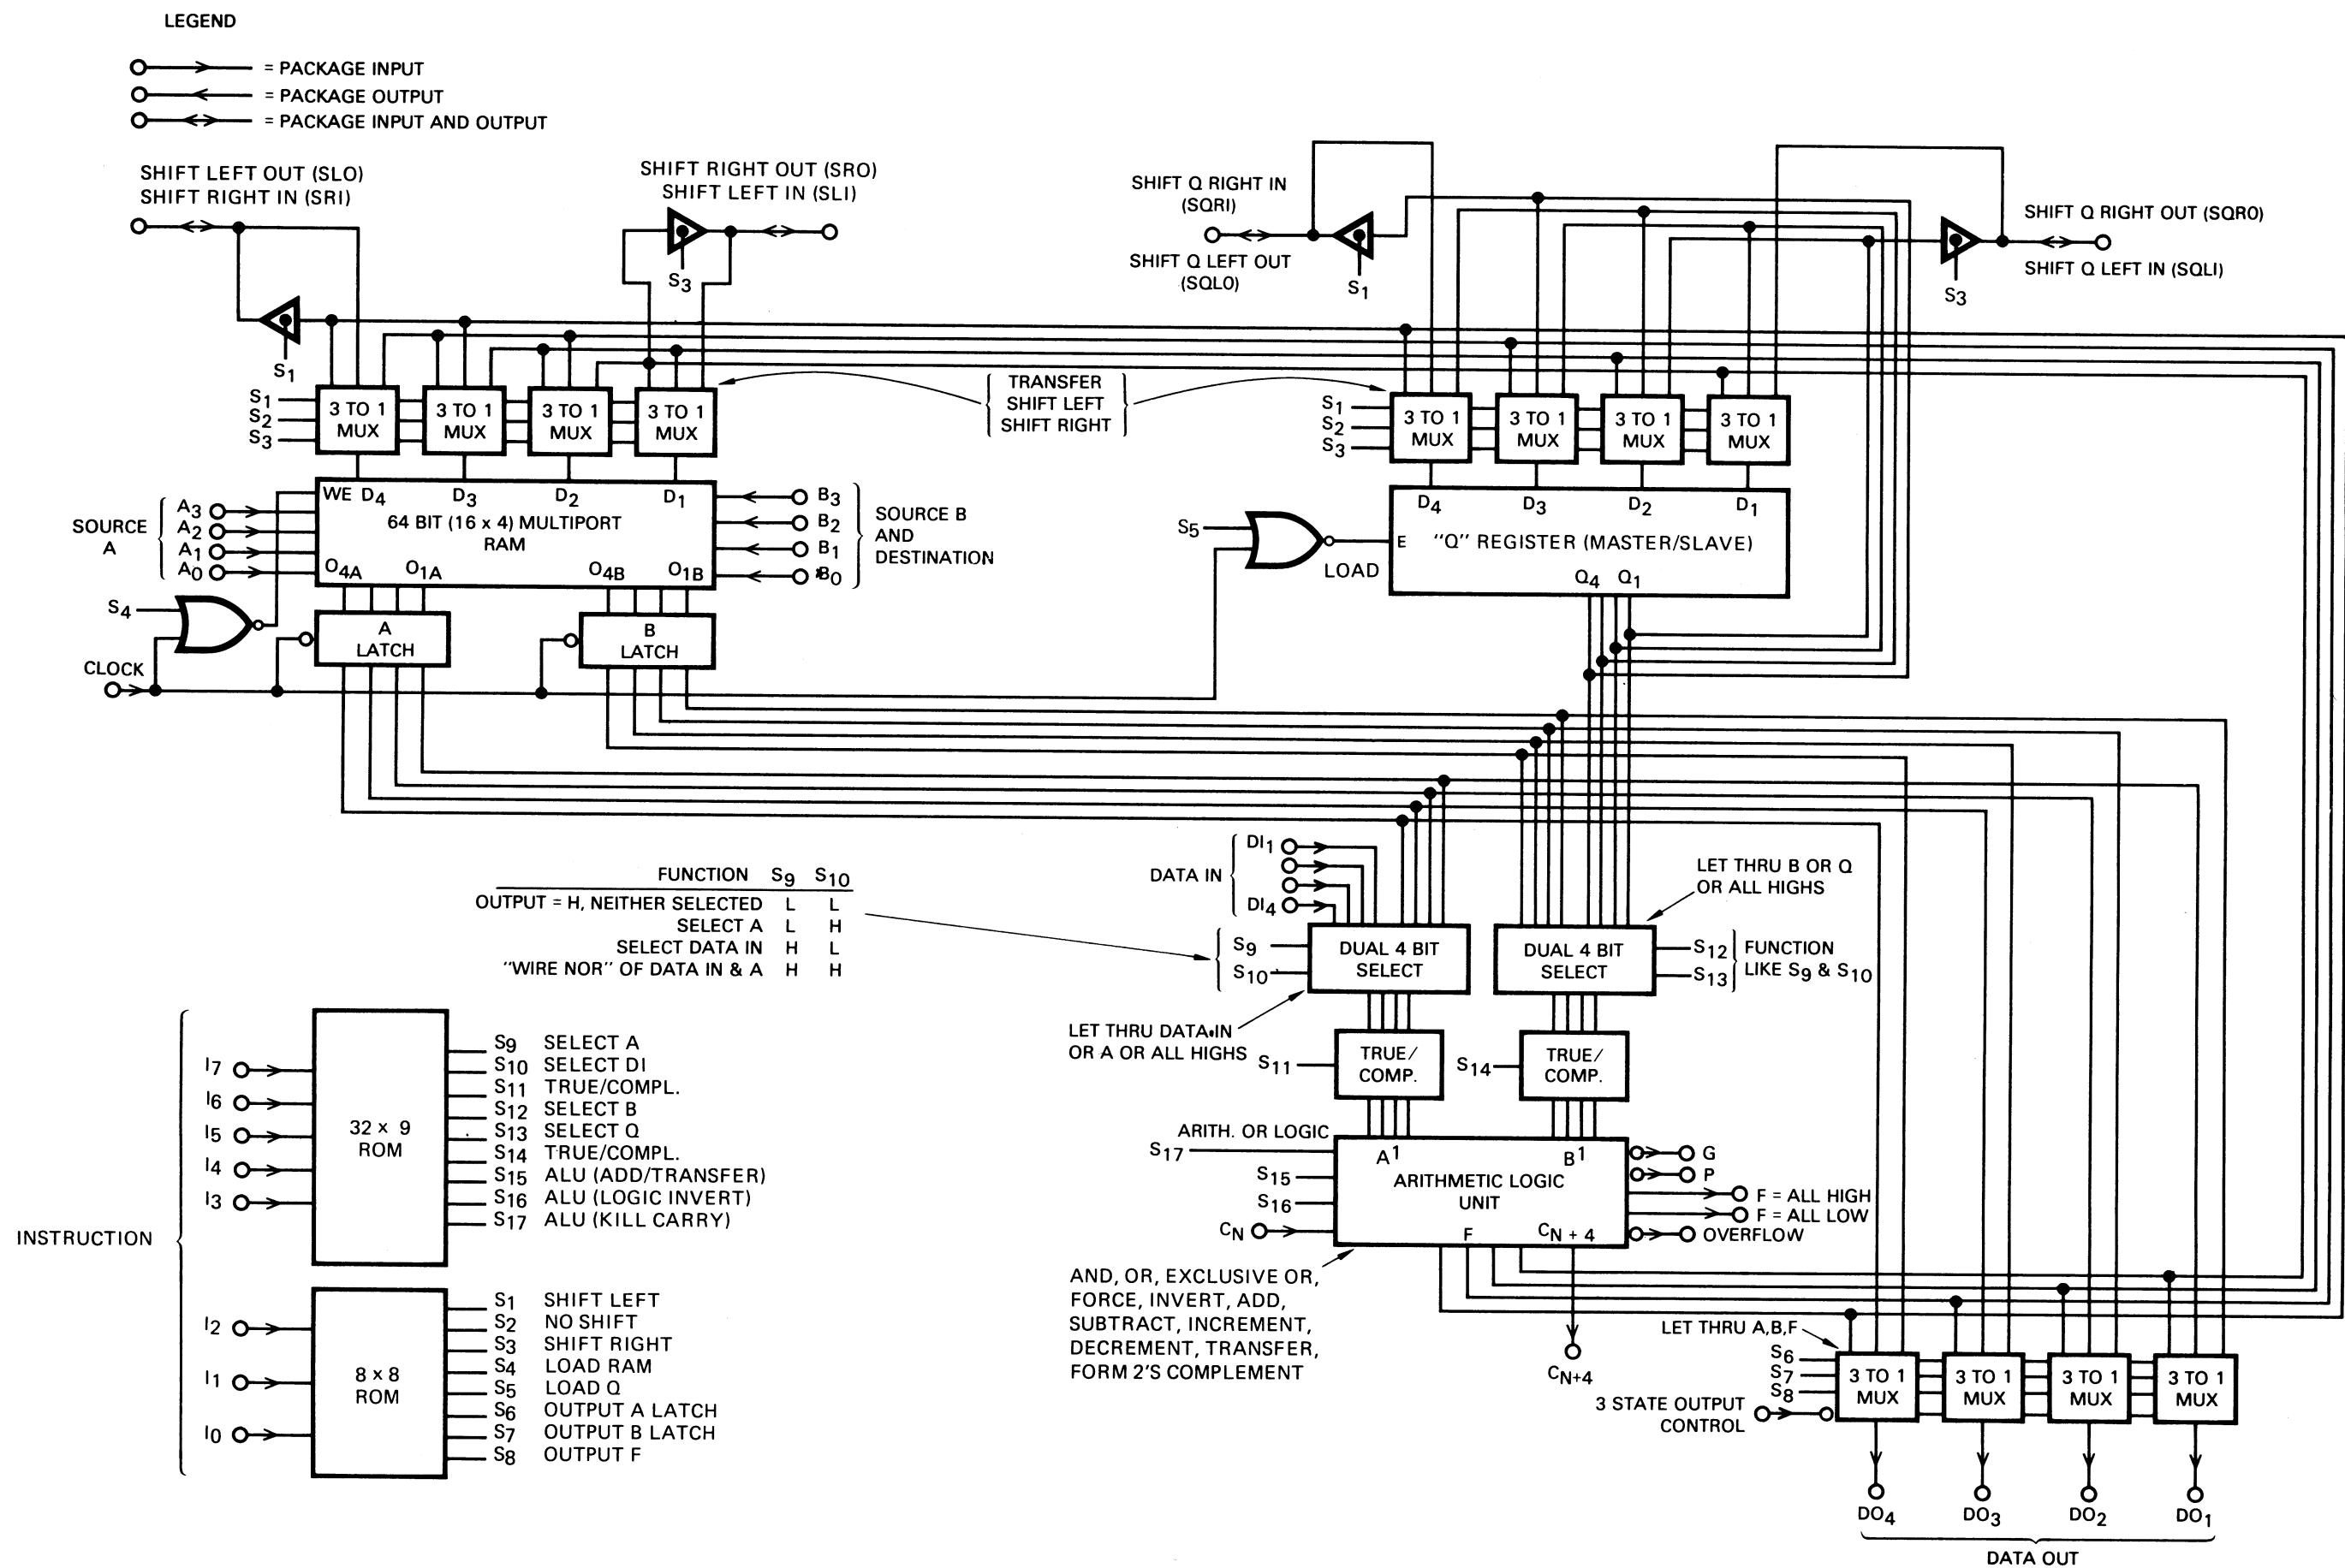 LEGEND
= PACKAGE INPUT
= PACKAGE OUTPUT
= PACKAGE INPUT AND OUTPUT
SHIFT LEFT OUT (SLO)
SHIFT RIGHT IN (SRI)
SHIFT RIGHT OUT (SRO)
SHIFT LEFT IN (SLI)
S3
S1
SHIFT Q RIGHT IN
(SQRI)
SHIFT Q LEFT OUT
(SQLO)
S1
SHIFT Q RIGHT OUT (SQRO)
SHIFT Q LEFT IN (SQLI)
S3
S1
S2
S3
3 TO 1
MUX
3 TO 1
MUX
3 TO 1
MUX
3 TO 1
MUX
TRANSFER
SHIFT LEFT
SHIFT RIGHT
S1
S2
S3
3 TO 1
MUX
3 TO 1
MUX
3 TO 1
MUX
3 TO 1
MUX
SOURCE
A
A3
A2
A1
A0
WE D4 D3 D2 D1
64 BIT (16 x 4) MULTIPORT
RAM
O4A O1A O4B O1B
B3
B2
B1
B0
SOURCE B
AND
DESTINATION
S5
LOAD
D4 D3 D2 D1
E "Q" REGISTER (MASTER/SLAVE)
Q4 Q1
S4
CLOCK
A
LATCH
B
LATCH
DI1
DATA IN
DI4
LET THRU B OR Q
OR ALL HIGHS
FUNCTION S9 S10
OUTPUT = H, NEITHER SELECTED L L
SELECT A L H
SELECT DATA IN H L
"WIRE NOR" OF DATA IN & A H H
S9
S10
DUAL 4 BIT
SELECT
DUAL 4 BIT
SELECT
S12
S13
FUNCTION
LIKE S9 & S10
LET THRU DATA IN
OR A OR ALL HIGHS
S11
TRUE/
COMP.
S14
TRUE/
COMP.
INSTRUCTION
I7
I6
I5
I4
I3
32 x 9
ROM
S9 SELECT A
S10 SELECT DI
S11 TRUE/COMPL.
S12 SELECT B
S13 SELECT Q
S14 TRUE/COMPL.
S15 ALU (ADD/TRANSFER)
S16 ALU (LOGIC INVERT)
S17 ALU (KILL CARRY)
I2
I1
I0
8 x 8
ROM
S1 SHIFT LEFT
S2 NO SHIFT
S3 SHIFT RIGHT
S4 LOAD RAM
S5 LOAD Q
S6 OUTPUT A LATCH
S7 OUTPUT B LATCH
S8 OUTPUT F
ARITH. OR LOGIC
S17
S15
S16
CN
A1 B1
ARITHMETIC LOGIC
UNIT
F CN + 4
G
P
F = ALL HIGH
F = ALL LOW
OVERFLOW
AND, OR, EXCLUSIVE OR,
FORCE, INVERT, ADD,
SUBTRACT, INCREMENT,
DECREMENT, TRANSFER,
FORM 2'S COMPLEMENT
CN+4
LET THRU A,B,F
S6
S7
S8
3 STATE OUTPUT
CONTROL
3 TO 1
MUX
3 TO 1
MUX
3 TO 1
MUX
3 TO 1
MUX
DO4 DO3 DO2 DO1
DATA OUT